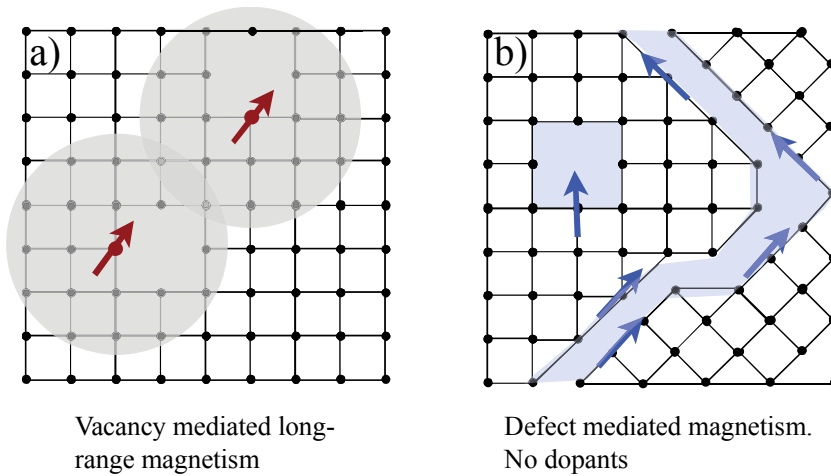 a)
b)
Vacancy mediated long-
range magnetism
Defect mediated magnetism.
No dopants